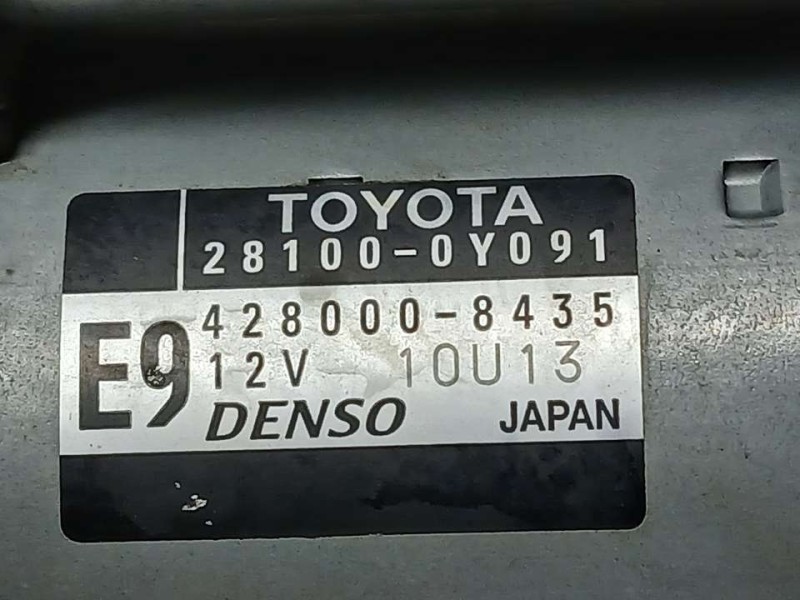 TOYOTA
28100-0Y091
E9
428000-8435
12V 10U13
DENSO JAPAN